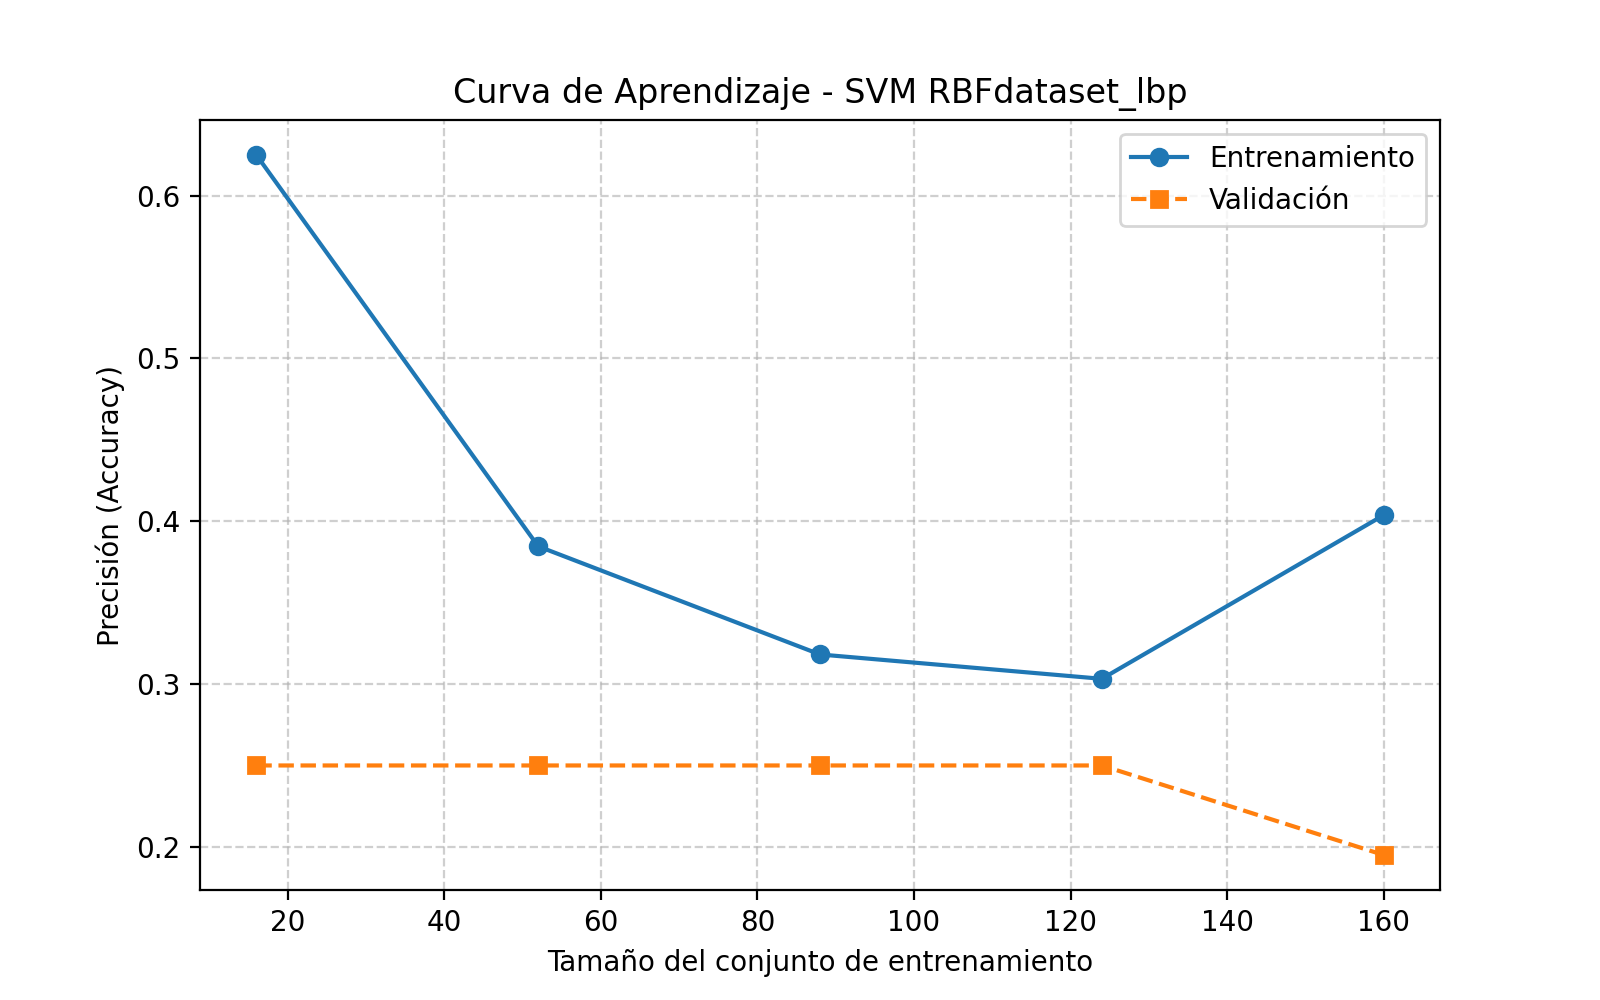 Curva de Aprendizaje - SVM RBFdataset_lbp
Entrenamiento
Validación
Precisión (Accuracy)
0.6
0.5
0.4
0.3
0.2
20 40 60 80 100 120 140 160
Tamaño del conjunto de entrenamiento